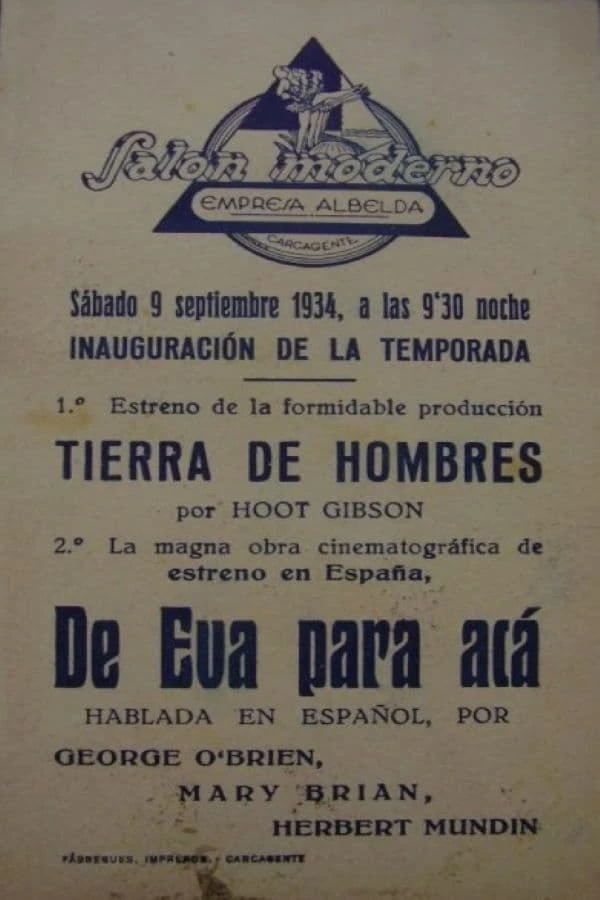 Salon moderno
EMPRESA ALBELDA
CARCAGENTE
Sábado 9 septiembre 1934, a las 9'30 noche
INAUGURACIÓN DE LA TEMPORADA
1.º Estreno de la formidable producción
TIERRA DE HOMBRES
por HOOT GIBSON
2.º La magna obra cinematográfica de
estreno en España,
De Eva para acá
HABLADA EN ESPAÑOL, POR
GEORGE O'BRIEN,
MARY BRIAN,
HERBERT MUNDIN
FÁBREGUES, IMPRESOR. - CARCAGENTE